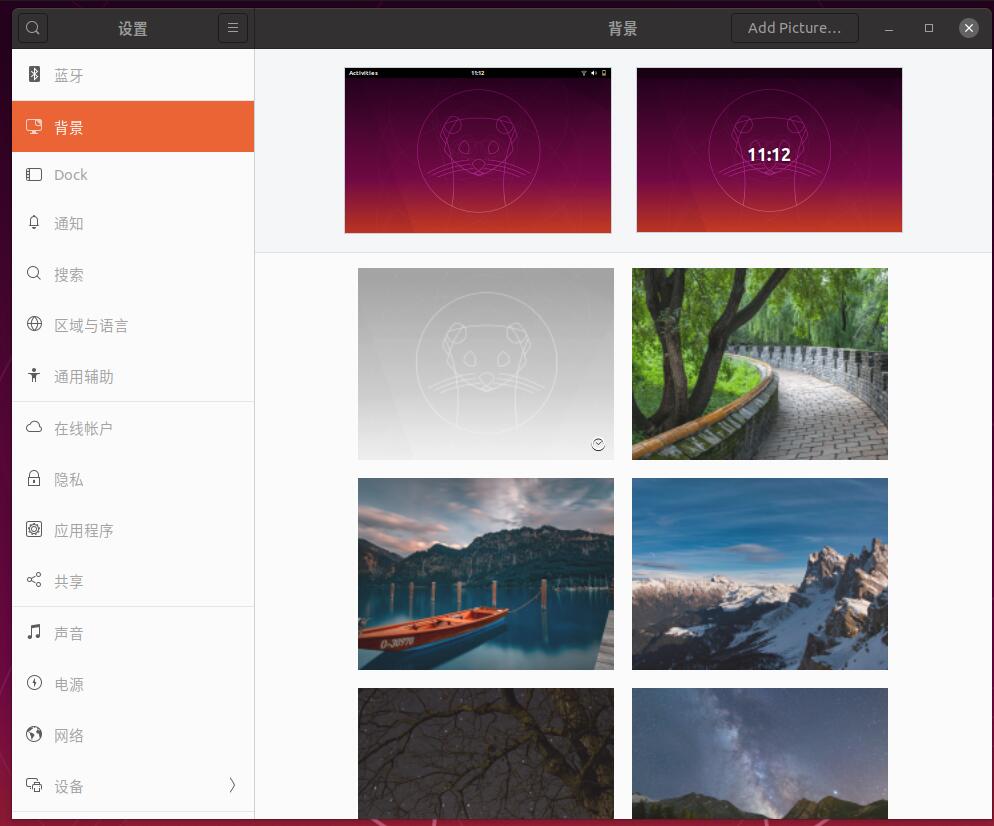 设置
背景
Add Picture...
蓝牙
背景
Dock
通知
搜索
区域与语言
通用辅助
在线帐户
隐私
应用程序
共享
声音
电源
网络
设备
Activities
11:12
11:12
O-30970